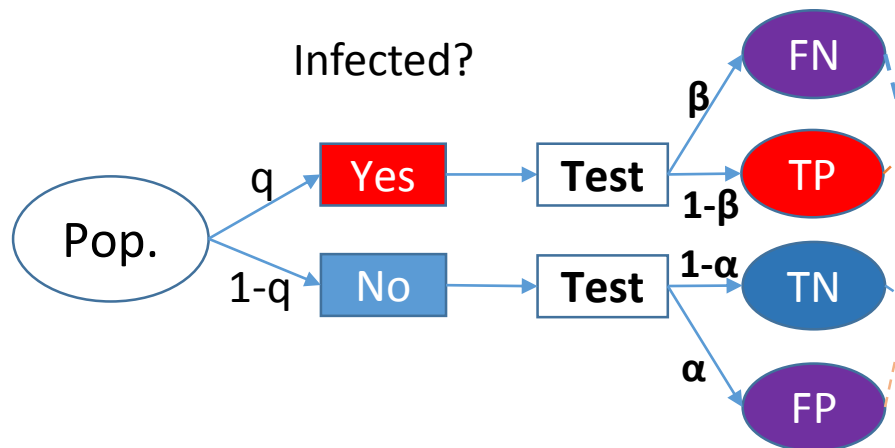 Infected?
FN
β
q
Yes
Test
TP
1-β
Pop.
1-q
No
Test
1-α
TN
α
FP